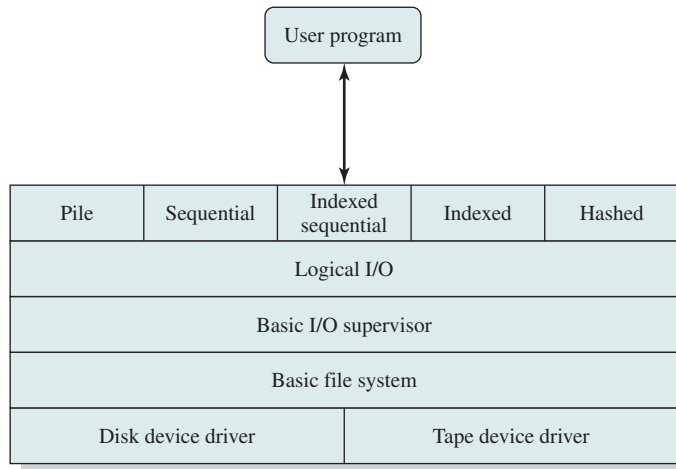 User program
Pile
Sequential
Indexed
sequential
Indexed
Hashed
Logical I/O
Basic I/O supervisor
Basic file system
Disk device driver
Tape device driver